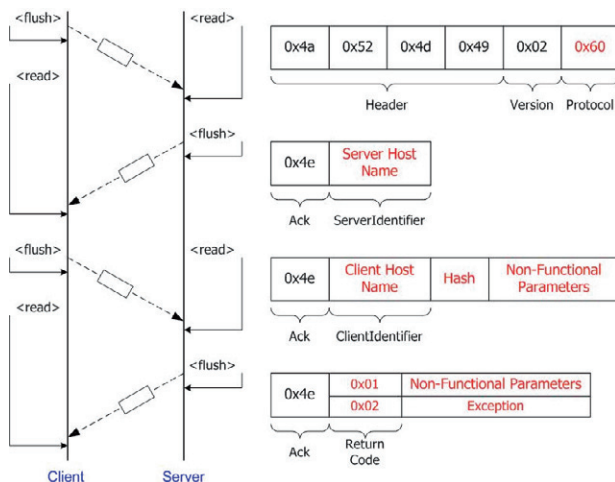 <flush>
<read>
<read>
<flush>
<flush>
<read>
<read>
<flush>
Client
Server
0x4a 0x52 0x4d 0x49 0x02 0x60
Header Version Protocol
0x4e Server Host
Name
Ack ServerIdentifier
0x4e Client Host
Name Hash Non-Functional
Parameters
Ack ClientIdentifier
0x4e 0x01 Non-Functional Parameters
0x02 Exception
Ack Return
Code